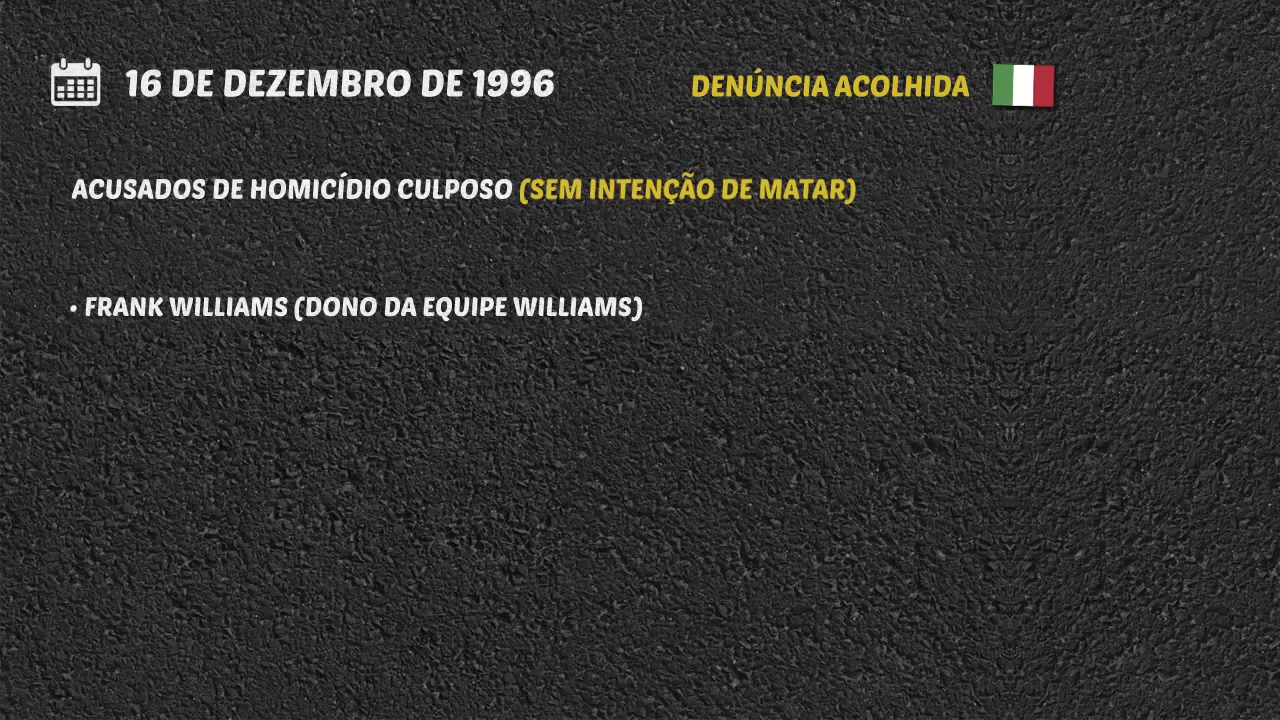 16 DE DEZEMBRO DE 1996 DENÚNCIA ACOLHIDA
ACUSADOS DE HOMICÍDIO CULPOSO (SEM INTENÇÃO DE MATAR)
• FRANK WILLIAMS (DONO DA EQUIPE WILLIAMS)